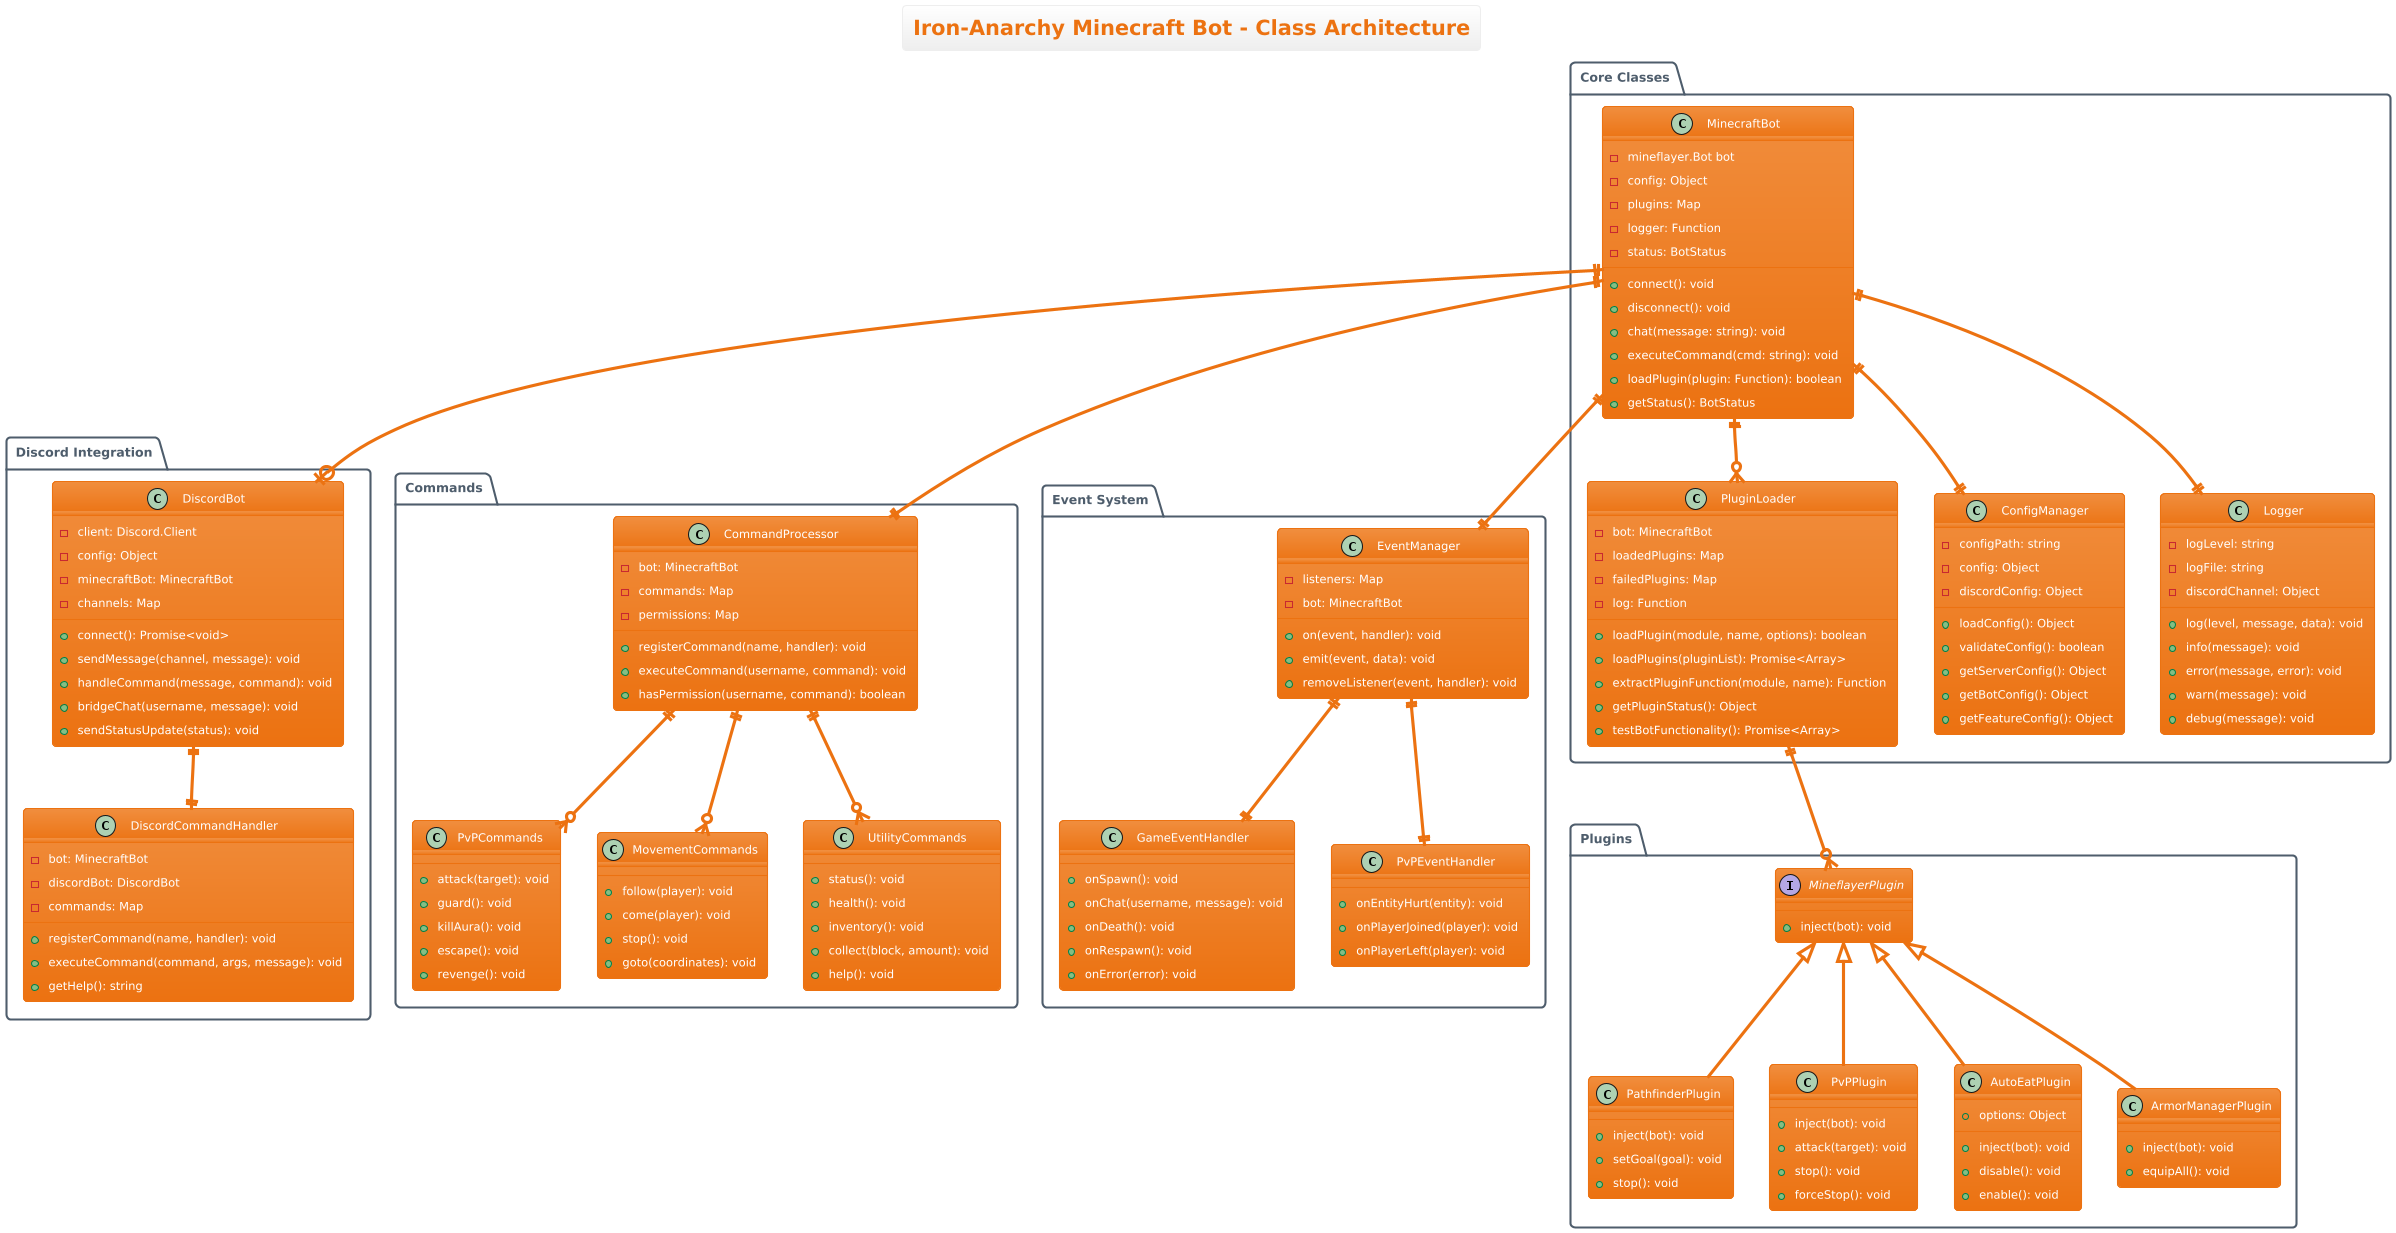 Iron-Anarchy Minecraft Bot - Class Architecture
Core Classes
C MinecraftBot
mineflayer.Bot bot
config: Object
plugins: Map
logger: Function
status: BotStatus
connect(): void
disconnect(): void
chat(message: string): void
executeCommand(cmd: string): void
loadPlugin(plugin: Function): boolean
getStatus(): BotStatus
C PluginLoader
bot: MinecraftBot
loadedPlugins: Map
failedPlugins: Map
log: Function
loadPlugin(module, name, options): boolean
loadPlugins(pluginList): Promise<Array>
extractPluginFunction(module, name): Function
getPluginStatus(): Object
testBotFunctionality(): Promise<Array>
C ConfigManager
configPath: string
config: Object
discordConfig: Object
loadConfig(): Object
validateConfig(): boolean
getServerConfig(): Object
getBotConfig(): Object
getFeatureConfig(): Object
C Logger
logLevel: string
logFile: string
discordChannel: Object
log(level, message, data): void
info(message): void
error(message, error): void
warn(message): void
debug(message): void
Discord Integration
C DiscordBot
client: Discord.Client
config: Object
minecraftBot: MinecraftBot
channels: Map
connect(): Promise<void>
sendMessage(channel, message): void
handleCommand(message, command): void
bridgeChat(username, message): void
sendStatusUpdate(status): void
C DiscordCommandHandler
bot: MinecraftBot
discordBot: DiscordBot
commands: Map
registerCommand(name, handler): void
executeCommand(command, args, message): void
getHelp(): string
Commands
C CommandProcessor
bot: MinecraftBot
commands: Map
permissions: Map
registerCommand(name, handler): void
executeCommand(username, command): void
hasPermission(username, command): boolean
C PvPCommands
attack(target): void
guard(): void
killAura(): void
escape(): void
revenge(): void
C MovementCommands
follow(player): void
come(player): void
stop(): void
goto(coordinates): void
C UtilityCommands
status(): void
health(): void
inventory(): void
collect(block, amount): void
help(): void
Event System
C EventManager
listeners: Map
bot: MinecraftBot
on(event, handler): void
emit(event, data): void
removeListener(event, handler): void
C GameEventHandler
onSpawn(): void
onChat(username, message): void
onDeath(): void
onRespawn(): void
onError(error): void
C PvPEventHandler
onEntityHurt(entity): void
onPlayerJoined(player): void
onPlayerLeft(player): void
Plugins
I MineflayerPlugin
inject(bot): void
C PathfinderPlugin
inject(bot): void
setGoal(goal): void
stop(): void
C PvPPlugin
inject(bot): void
attack(target): void
stop(): void
forceStop(): void
C AutoEatPlugin
options: Object
inject(bot): void
disable(): void
enable(): void
C ArmorManagerPlugin
inject(bot): void
equipAll(): void